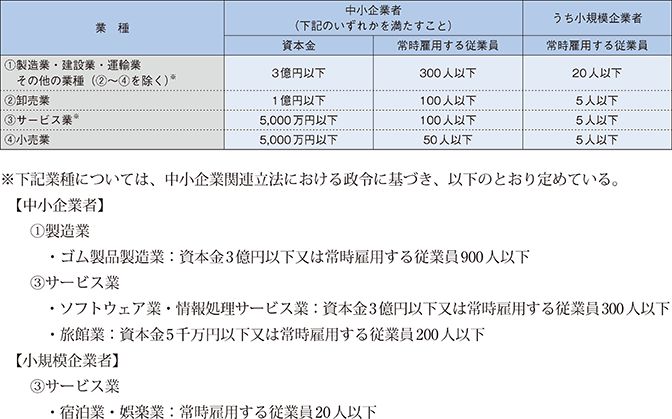 業　種
中小企業者
（下記のいずれかを満たすこと）
うち小規模企業者
資本金
常時雇用する従業員
常時雇用する従業員
①製造業・建設業・運輸業
その他の業種（②～④を除く）※
3億円以下
300人以下
20人以下
②卸売業
1億円以下
100人以下
5人以下
③サービス業※
5,000万円以下
100人以下
5人以下
④小売業
5,000万円以下
50人以下
5人以下
※下記業種については、中小企業関連立法における政令に基づき、以下のとおり定めている。
【中小企業者】
①製造業
・ゴム製品製造業：資本金3億円以下又は常時雇用する従業員900人以下
③サービス業
・ソフトウェア業・情報処理サービス業：資本金3億円以下又は常時雇用する従業員300人以下
・旅館業：資本金5千万円以下又は常時雇用する従業員200人以下
【小規模企業者】
③サービス業
・宿泊業・娯楽業：常時雇用する従業員20人以下